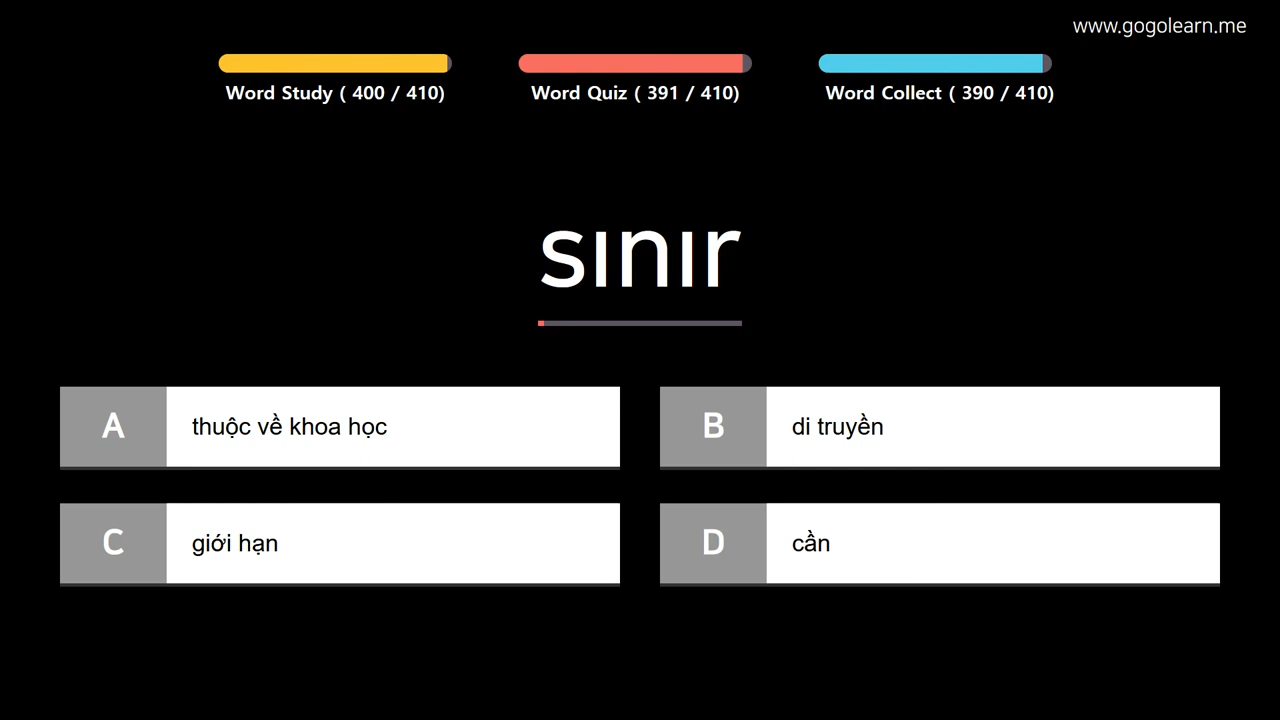 www.gogolearn.me
Word Study ( 400 / 410)
Word Quiz ( 391 / 410)
Word Collect ( 390 / 410)
sınır
A thuộc về khoa học
B di truyền
C giới hạn
D cần